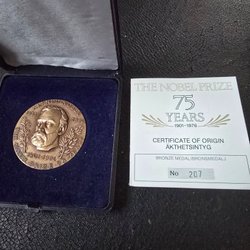 THE NOBEL PRIZE
75
YEARS
1901-1976
CERTIFICATE OF ORIGIN
ÄKTHETSINTYG
BRONZE MEDAL/BRONSMEDALJ
No 207